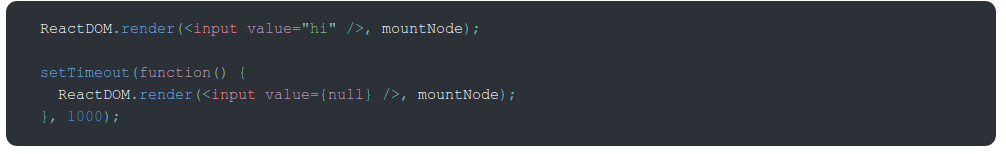 ReactDOM.render(<input value="hi" />, mountNode);
setTimeout(function() {
ReactDOM.render(<input value={null} />, mountNode);
}, 1000);